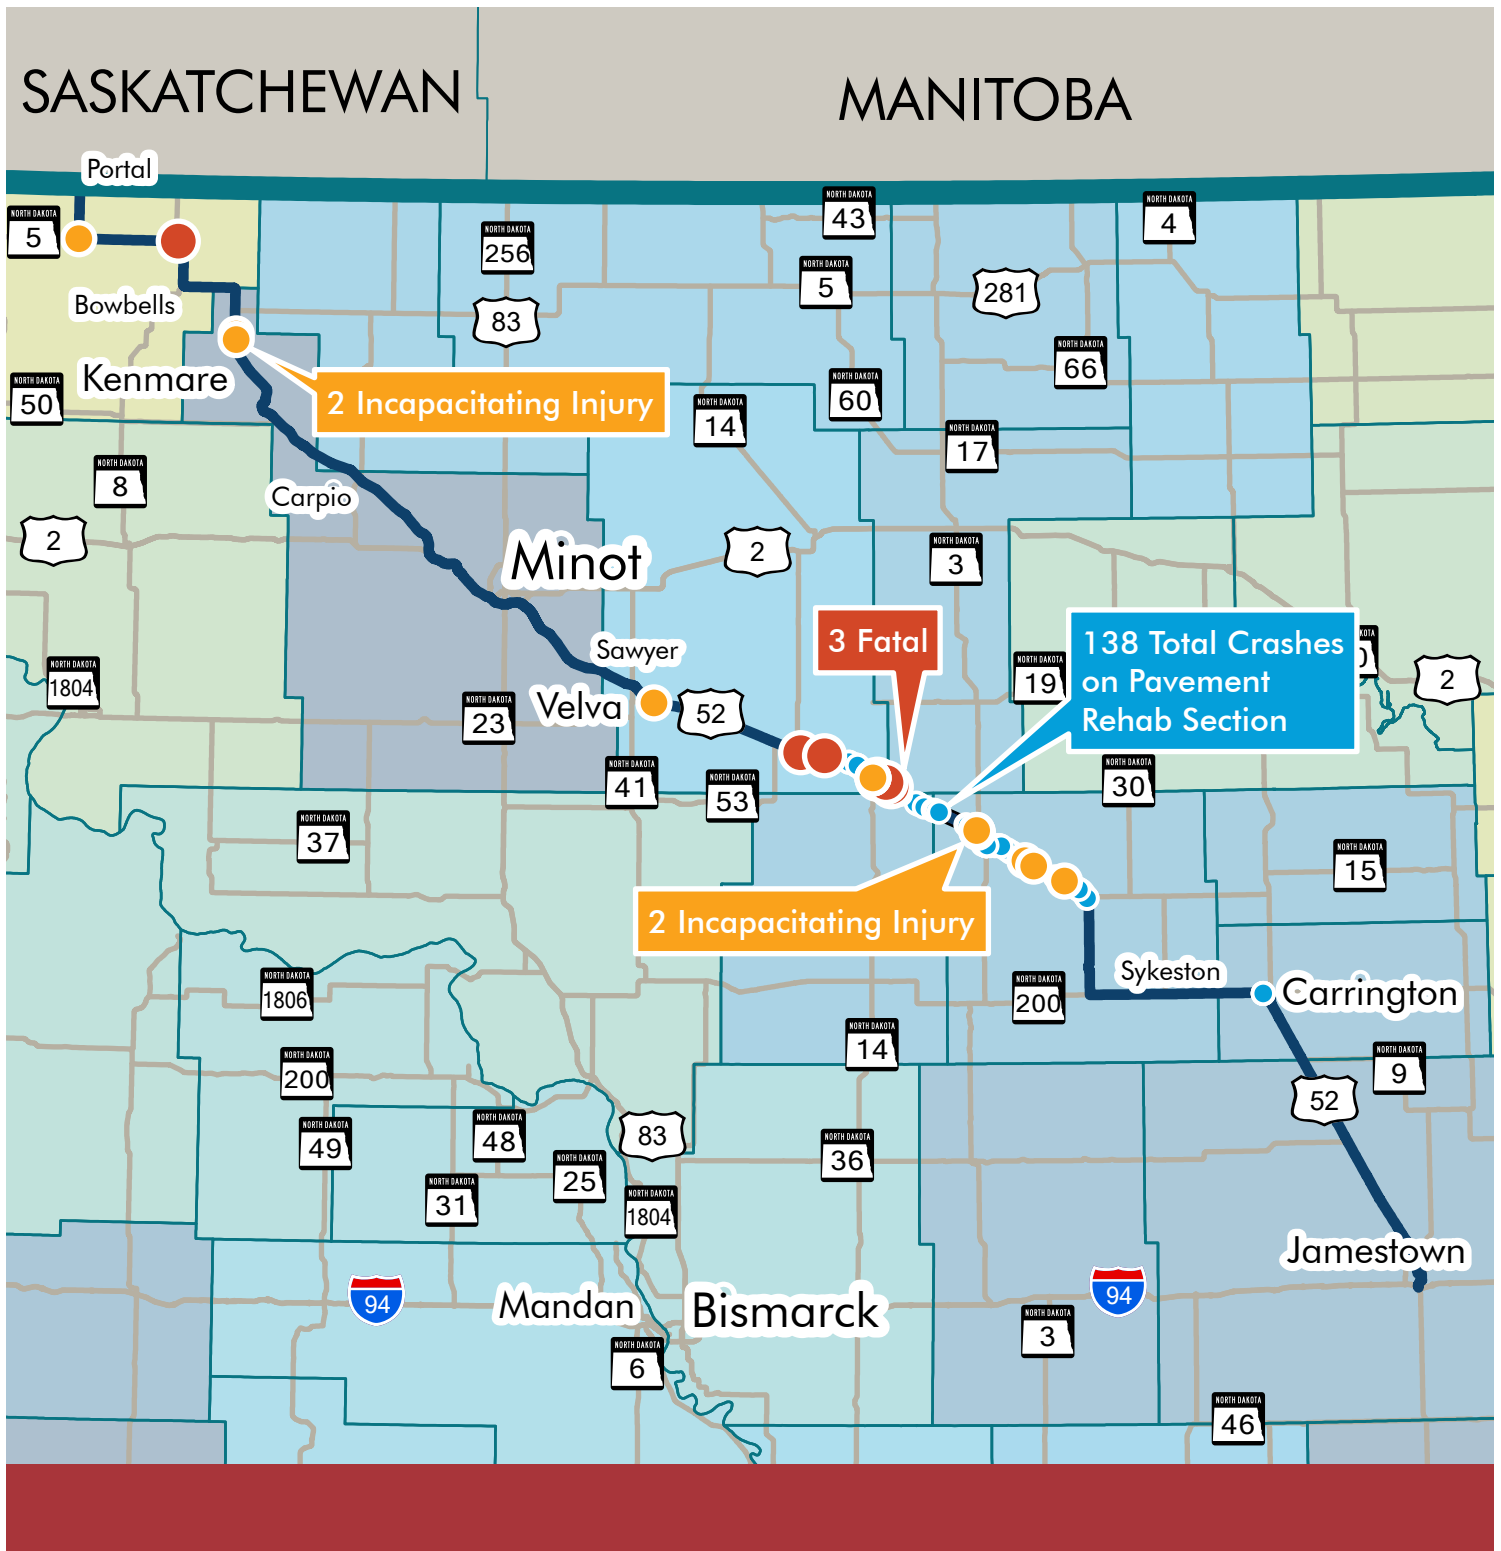 SASKATCHEWAN
MANITOBA
Portal
NORTH DAKOTA
5
NORTH DAKOTA
256
NORTH DAKOTA
43
NORTH DAKOTA
4
Bowbells
83
NORTH DAKOTA
5
281
Kenmare
NORTH DAKOTA
50
2 Incapacitating Injury
NORTH DAKOTA
14
NORTH DAKOTA
60
NORTH DAKOTA
66
NORTH DAKOTA
17
NORTH DAKOTA
8
Carpio
2
Minot
2
NORTH DAKOTA
3
Sawyer
3 Fatal
138 Total Crashes
on Pavement
Rehab Section
NORTH DAKOTA
1804
NORTH DAKOTA
19
2
Velva
NORTH DAKOTA
23
52
NORTH DAKOTA
41
NORTH DAKOTA
53
NORTH DAKOTA
30
NORTH DAKOTA
37
NORTH DAKOTA
15
2 Incapacitating Injury
NORTH DAKOTA
1806
NORTH DAKOTA
200
Sykeston
Carrington
NORTH DAKOTA
14
NORTH DAKOTA
200
NORTH DAKOTA
9
52
NORTH DAKOTA
49
NORTH DAKOTA
48
83
NORTH DAKOTA
36
NORTH DAKOTA
25
NORTH DAKOTA
31
NORTH DAKOTA
1804
Jamestown
94
Mandan
Bismarck
94
NORTH DAKOTA
3
NORTH DAKOTA
6
NORTH DAKOTA
46